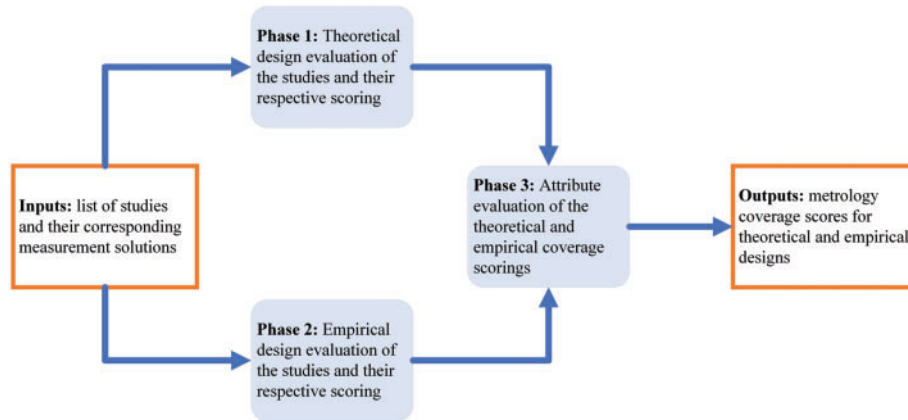 Phase 1: Theoretical
design evaluation of
the studies and their
respective scoring
Inputs: list of studies
and their corresponding
measurement solutions
Phase 3: Attribute
evaluation of the
theoretical and
empirical coverage
scorings
Outputs: metrology
coverage scores for
theoretical and empirical
designs
Phase 2: Empirical
design evaluation of
the studies and their
respective scoring